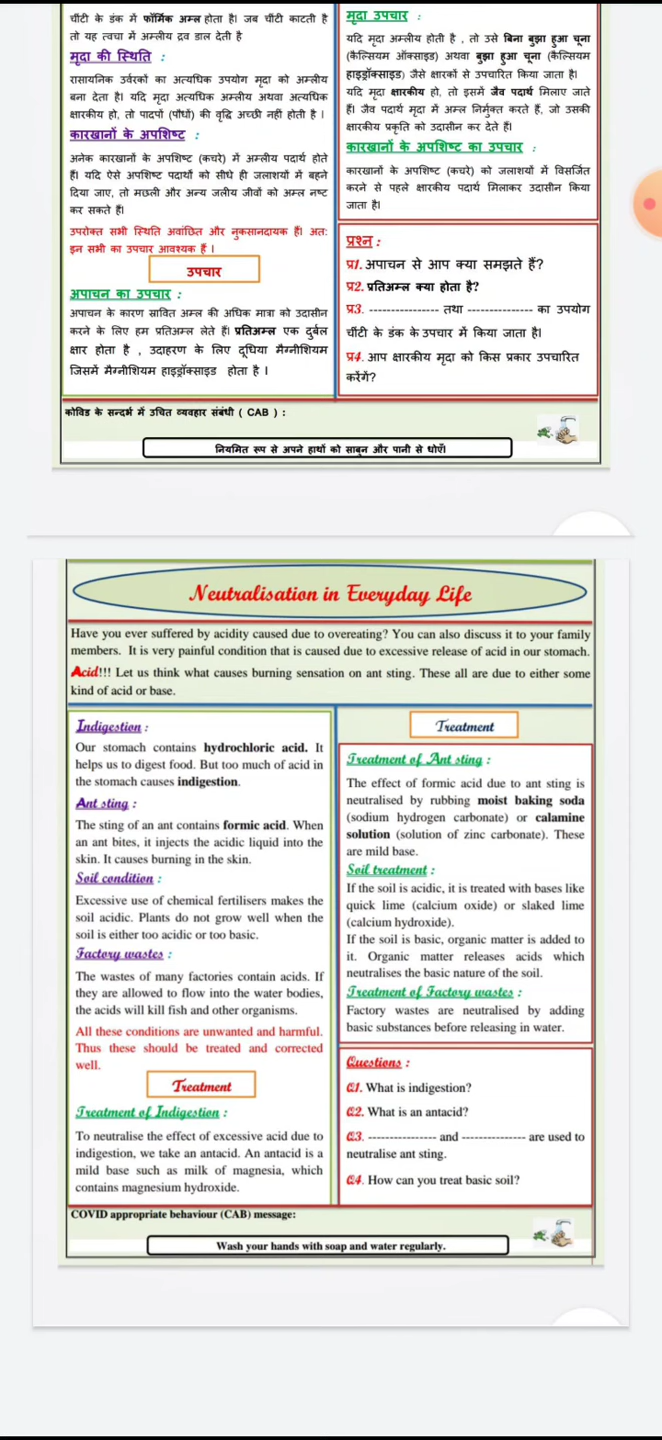 चींटी के डंक में फॉर्मिक अम्ल होता है। जब चींटी काटती है
तो यह त्वचा में अम्लीय द्रव डाल देती है
मृदा की स्थिति :
रासायनिक उर्वरकों का अत्यधिक उपयोग मृदा को अम्लीय
बना देता है। यदि मृदा अत्यधिक अम्लीय अथवा अत्यधिक
क्षारकीय हो, तो पादपों (पौधों) की वृद्धि अच्छी नहीं होती है ।
कारखानों के अपशिष्ट :
अनेक कारखानों के अपशिष्ट (कचरे) में अम्लीय पदार्थ होते
हैं। यदि ऐसे अपशिष्ट पदार्थों को सीधे ही जलाशयों में बहने
दिया जाए, तो मछली और अन्य जलीय जीवों को अम्ल नष्ट
कर सकते हैं।
उपरोक्त सभी स्थिति अवांछित और नुकसानदायक हैं। अत:
इन सभी का उपचार आवश्यक हैं ।
उपचार
अपाचन का उपचार :
अपाचन के कारण स्रावित अम्ल की अधिक मात्रा को उदासीन
करने के लिए हम प्रतिअम्ल लेते हैं। प्रतिअम्ल एक दुर्बल
क्षार होता है , उदाहरण के लिए दूधिया मैग्नीशियम
जिसमें मैग्नीशियम हाइड्रॉक्साइड होता है ।
मृदा उपचार :
यदि मृदा अम्लीय होती है , तो उसे बिना बुझा हुआ चूना
(कैल्सियम ऑक्साइड) अथवा बुझा हुआ चूना (कैल्सियम
हाइड्रॉक्साइड) जैसे क्षारकों से उपचारित किया जाता है।
यदि मृदा क्षारकीय हो, तो इसमें जैव पदार्थ मिलाए जाते
हैं। जैव पदार्थ मृदा में अम्ल निर्मुक्त करते हैं, जो उसकी
क्षारकीय प्रकृति को उदासीन कर देते हैं।
कारखानों के अपशिष्ट का उपचार :
कारखानों के अपशिष्ट (कचरे) को जलाशयों में विसर्जित
करने से पहले क्षारकीय पदार्थ मिलाकर उदासीन किया
जाता है।
प्रश्न :
प्र1. अपाचन से आप क्या समझते हैं?
प्र2. प्रतिअम्ल क्या होता है?
प्र3. ---------------- तथा --------------- का उपयोग
चींटी के डंक के उपचार में किया जाता है।
प्र4. आप क्षारकीय मृदा को किस प्रकार उपचारित
करेंगें?
कोविड के सन्दर्भ में उचित व्यवहार संबंधी ( CAB ) :
नियमित रूप से अपने हाथों को साबुन और पानी से धोएँ।
Neutralisation in Everyday Life
Have you ever suffered by acidity caused due to overeating? You can also discuss it to your family
members. It is very painful condition that is caused due to excessive release of acid in our stomach.
Acid!!! Let us think what causes burning sensation on ant sting. These all are due to either some
kind of acid or base.
Indigestion :
Our stomach contains hydrochloric acid. It
helps us to digest food. But too much of acid in
the stomach causes indigestion.
Ant sting :
The sting of an ant contains formic acid. When
an ant bites, it injects the acidic liquid into the
skin. It causes burning in the skin.
Soil condition :
Excessive use of chemical fertilisers makes the
soil acidic. Plants do not grow well when the
soil is either too acidic or too basic.
Factory wastes :
The wastes of many factories contain acids. If
they are allowed to flow into the water bodies,
the acids will kill fish and other organisms.
All these conditions are unwanted and harmful.
Thus these should be treated and corrected
well.
Treatment
Treatment of Indigestion :
To neutralise the effect of excessive acid due to
indigestion, we take an antacid. An antacid is a
mild base such as milk of magnesia, which
contains magnesium hydroxide.
Treatment
Treatment of Ant sting :
The effect of formic acid due to ant sting is
neutralised by rubbing moist baking soda
(sodium hydrogen carbonate) or calamine
solution (solution of zinc carbonate). These
are mild base.
Soil treatment :
If the soil is acidic, it is treated with bases like
quick lime (calcium oxide) or slaked lime
(calcium hydroxide).
If the soil is basic, organic matter is added to
it. Organic matter releases acids which
neutralises the basic nature of the soil.
Treatment of Factory wastes :
Factory wastes are neutralised by adding
basic substances before releasing in water.
Questions :
Q1. What is indigestion?
Q2. What is an antacid?
Q3. ---------------- and --------------- are used to
neutralise ant sting.
Q4. How can you treat basic soil?
COVID appropriate behaviour (CAB) message:
Wash your hands with soap and water regularly.